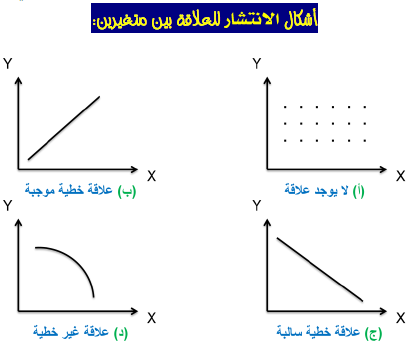 أشكال الانتشار للعلاقة بين متغيرين:
Y
X
(أ) لا يوجد علاقة
Y
X
(ب) علاقة خطية موجبة
Y
X
(ج) علاقة خطية سالبة
Y
X
(د) علاقة غير خطية